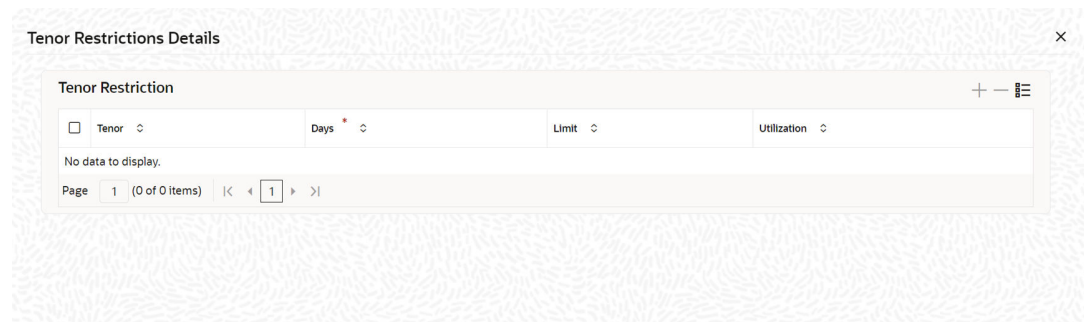 Tenor Restrictions Details
Tenor Restriction
Tenor Days * Limit Utilization
No data to display.
Page 1 (0 of 0 items) 1